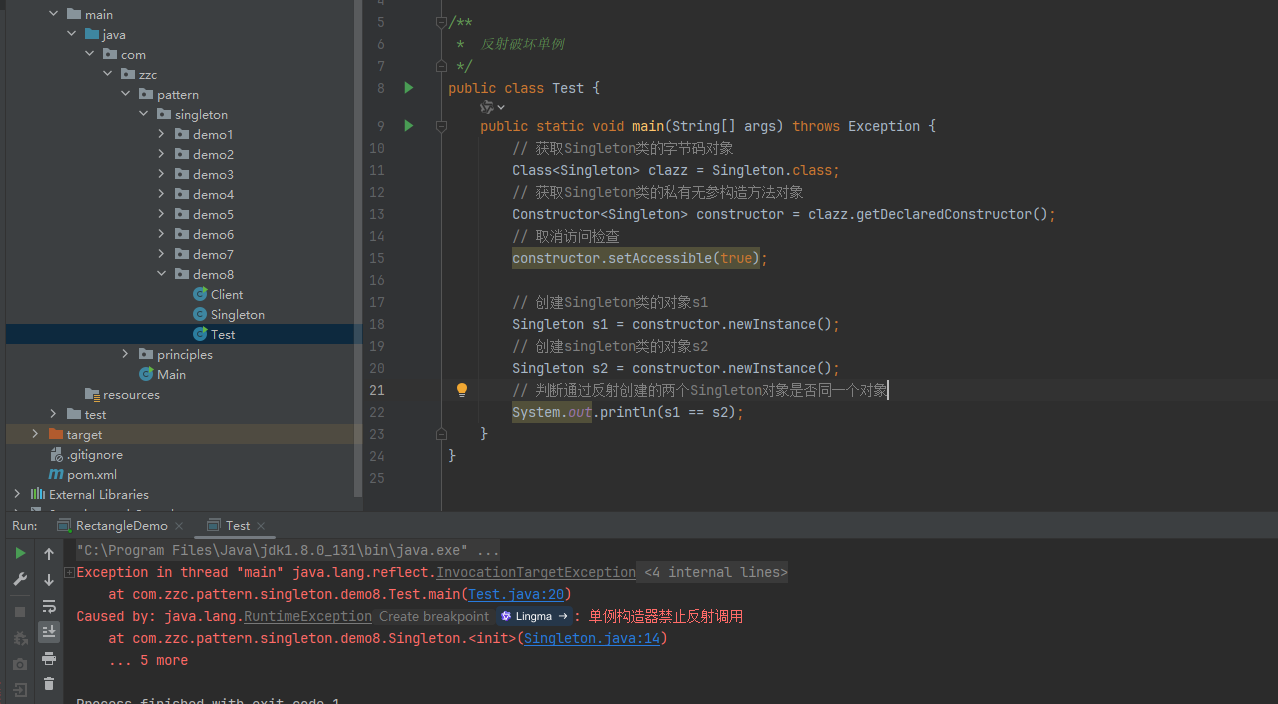 main
java
com
zzc
pattern
singleton
demo1
demo2
demo3
demo4
demo5
demo6
demo7
demo8
Client
Singleton
Test
principles
Main
resources
test
target
.gitignore
pom.xml
External Libraries
5 /**
6 * 反射破坏单例
7 */
8 public class Test {
9 public static void main(String[] args) throws Exception {
10 // 获取Singleton类的字节码对象
11 Class<Singleton> clazz = Singleton.class;
12 // 获取Singleton类的私有无参构造方法对象
13 Constructor<Singleton> constructor = clazz.getDeclaredConstructor();
14 // 取消访问检查
15 constructor.setAccessible(true);
16
17 // 创建Singleton类的对象s1
18 Singleton s1 = constructor.newInstance();
19 // 创建singleton类的对象s2
20 Singleton s2 = constructor.newInstance();
21 // 判断通过反射创建的两个Singleton对象是否同一个对象
22 System.out.println(s1 == s2);
23 }
24 }
25
Run: RectangleDemo Test
"C:\Program Files\Java\jdk1.8.0_131\bin\java.exe" ...
Exception in thread "main" java.lang.reflect.InvocationTargetException <4 internal lines>
at com.zzc.pattern.singleton.demo8.Test.main(Test.java:20)
Caused by: java.lang.RuntimeException Create breakpoint Lingma → : 单例构造器禁止反射调用
at com.zzc.pattern.singleton.demo8.Singleton.<init>(Singleton.java:14)
... 5 more
Process finished with exit code 1